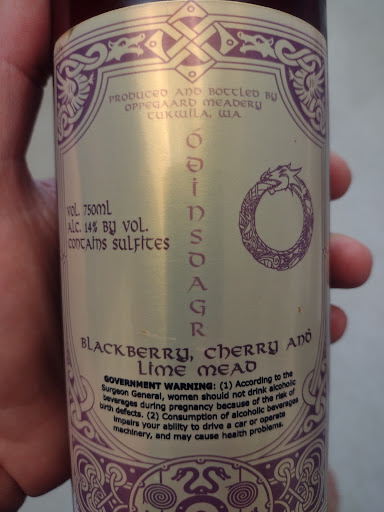 PRODUCED AND BOTTLED BY
OPPEGAARD MEADERY
TUKWILA, WA
ÓÐINSDAGR
VOL. 750ML
ALC. 14% BY VOL.
CONTAINS SULFITES
BLACKBERRY, CHERRY AND
LIME MEAD
GOVERNMENT WARNING: (1) According to the
Surgeon General, women should not drink alcoholic
beverages during pregnancy because of the risk of
birth defects. (2) Consumption of alcoholic beverages
impairs your ability to drive a car or operate
machinery, and may cause health problems.